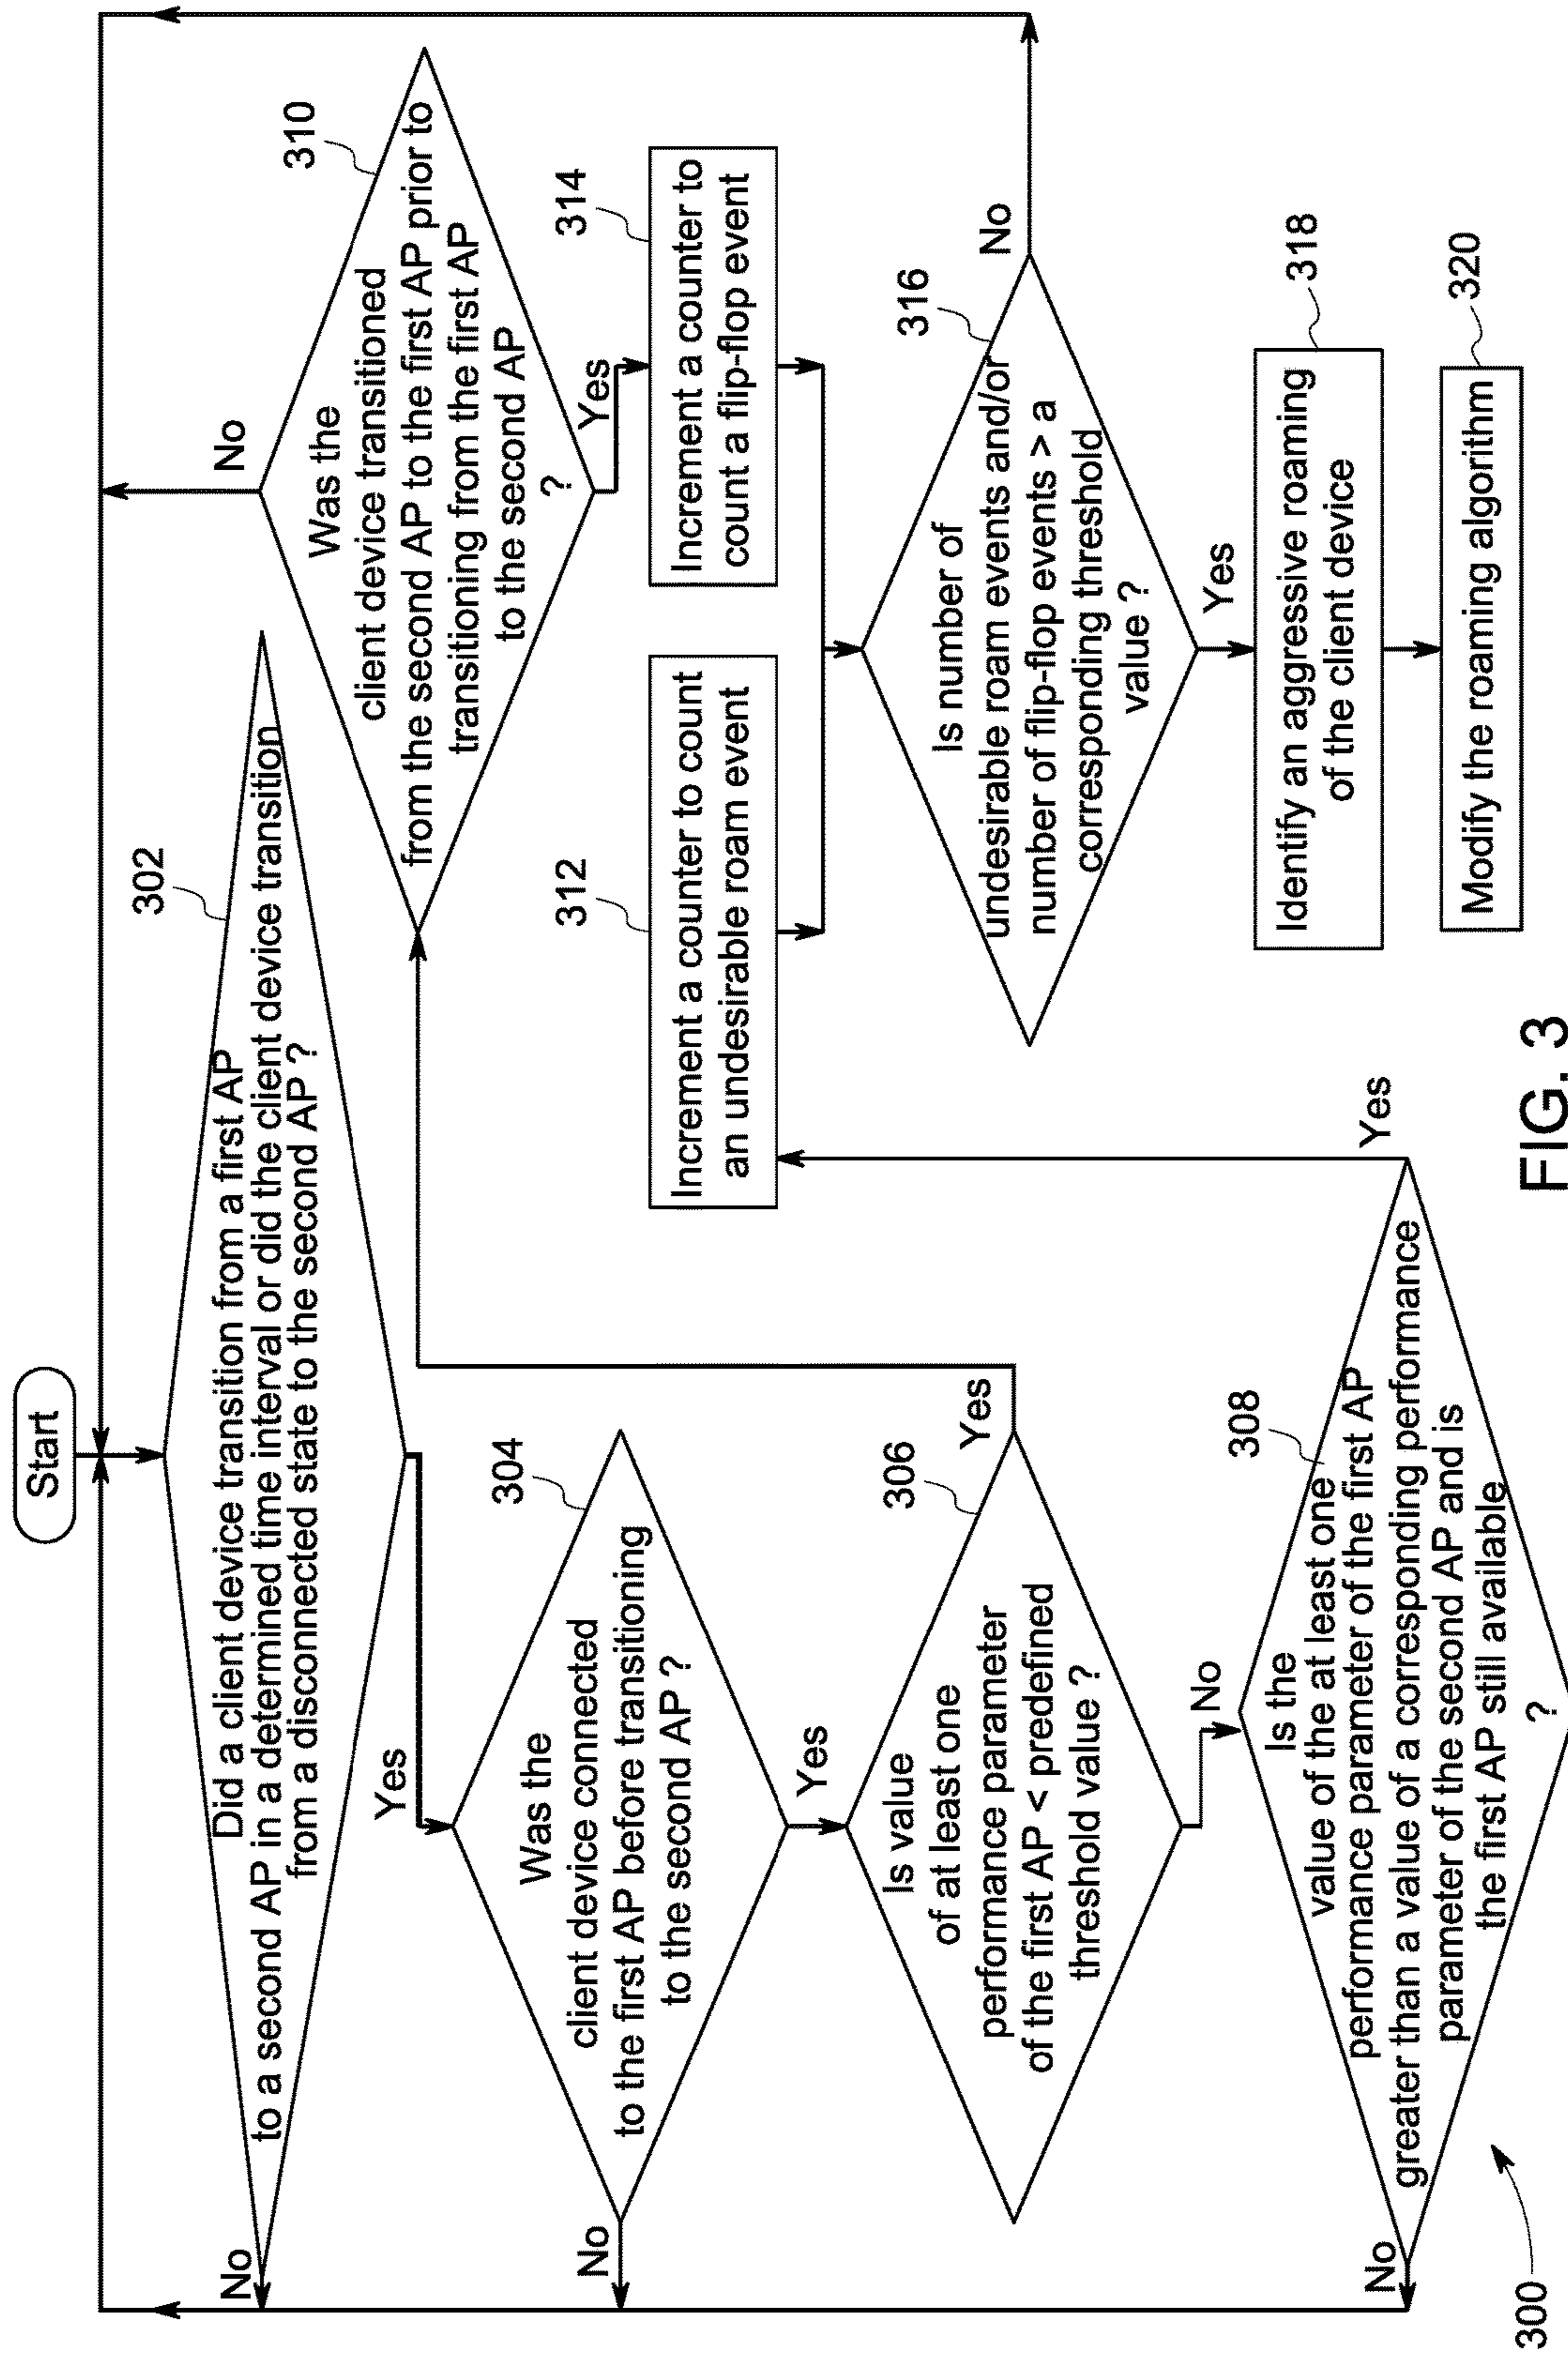 Start
302
Did a client device transition from a first AP
to a second AP in a determined time interval or did the client device transition
from a disconnected state to the second AP ?
No
Yes
304
Was the
client device connected
to the first AP before transitioning
to the second AP ?
No
Yes
306
Is value
of at least one
performance parameter
of the first AP < predefined
threshold value ?
Yes
No
308
Is the
value of the at least one
performance parameter of the first AP
greater than a value of a corresponding performance
parameter of the second AP and is
the first AP still available
?
No
Yes
310
Was the
client device transitioned
from the second AP to the first AP prior to
transitioning from the first AP
to the second AP
?
No
Yes
312
Increment a counter to count
an undesirable roam event
314
Increment a counter to
count a flip-flop event
316
Is number of
undesirable roam events and/or
number of flip-flop events > a
corresponding threshold
value ?
No
Yes
318
Identify an aggressive roaming
of the client device
320
Modify the roaming algorithm
300
FIG. 3